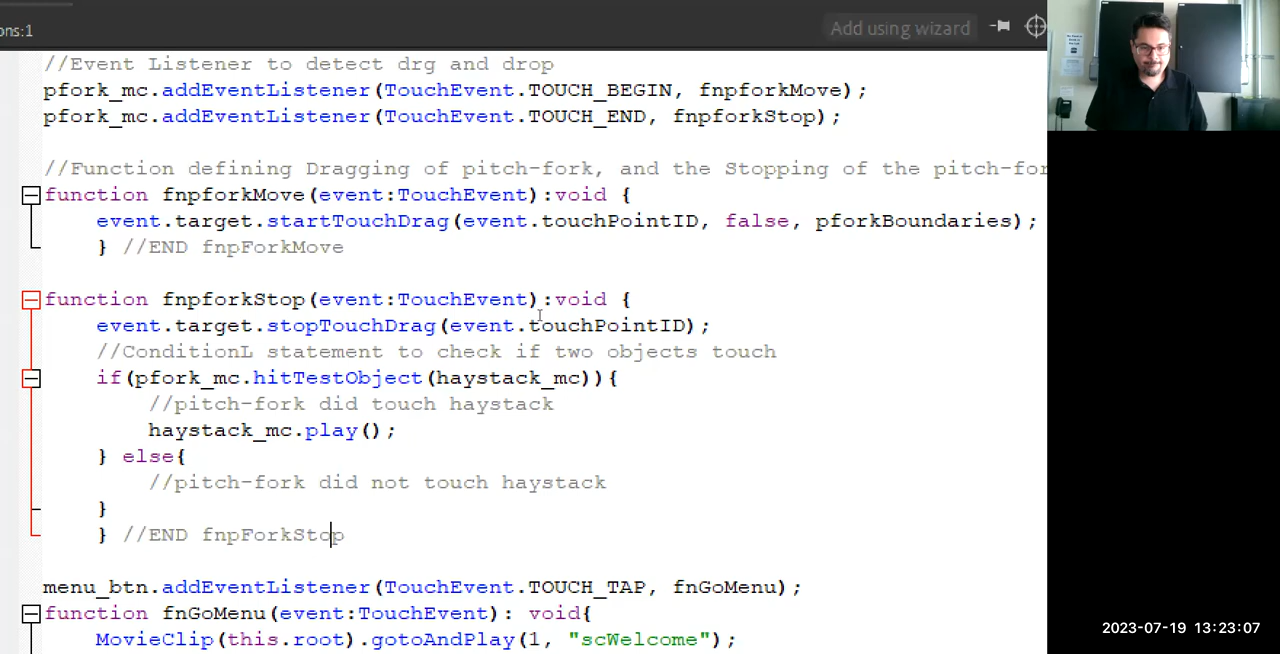 ons:1
Add using wizard
//Event Listener to detect drg and drop
pfork_mc.addEventListener(TouchEvent.TOUCH_BEGIN, fnpforkMove);
pfork_mc.addEventListener(TouchEvent.TOUCH_END, fnpforkStop);
//Function defining Dragging of pitch-fork, and the Stopping of the pitch-for
function fnpforkMove(event:TouchEvent):void {
event.target.startTouchDrag(event.touchPointID, false, pforkBoundaries);
} //END fnpForkMove
function fnpforkStop(event:TouchEvent):void {
event.target.stopTouchDrag(event.touchPointID);
//ConditionL statement to check if two objects touch
if(pfork_mc.hitTestObject(haystack_mc)){
//pitch-fork did touch haystack
haystack_mc.play();
} else{
//pitch-fork did not touch haystack
}
} //END fnpForkStop
menu_btn.addEventListener(TouchEvent.TOUCH_TAP, fnGoMenu);
function fnGoMenu(event:TouchEvent): void{
MovieClip(this.root).gotoAndPlay(1, "scWelcome");
2023-07-19 13:23:07